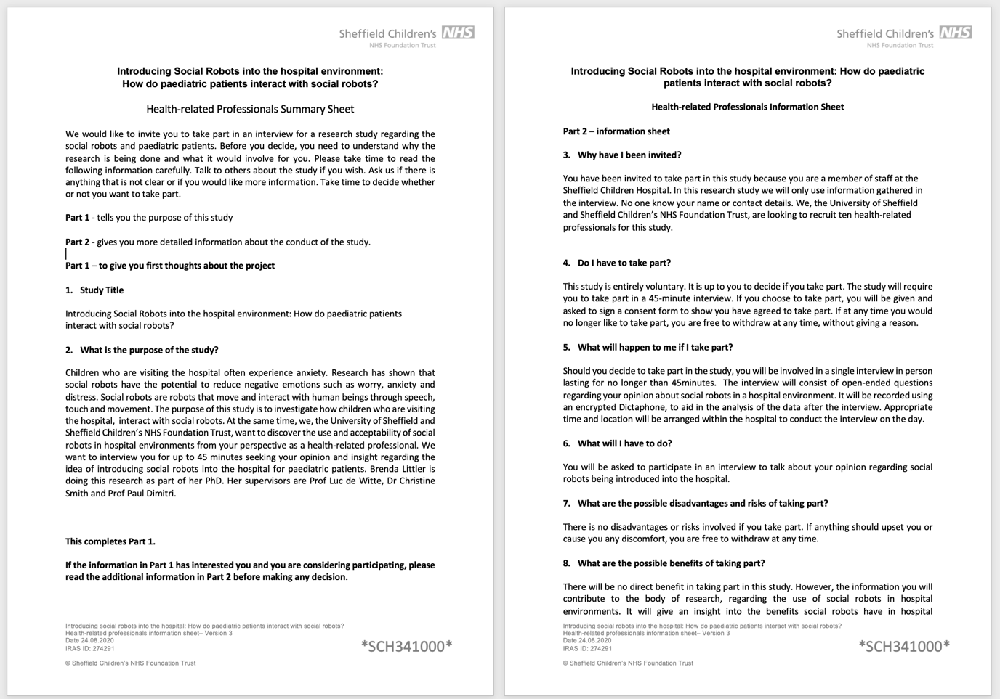 Sheffield Children's NHS
NHS Foundation Trust
Introducing Social Robots into the hospital environment:
How do paediatric patients interact with social robots?
Health-related Professionals Summary Sheet
We would like to invite you to take part in an interview for a research study regarding the
social robots and paediatric patients. Before you decide, you need to understand why the
research is being done and what it would involve for you. Please take time to read the
following information carefully. Talk to others about the study if you wish. Ask us if there is
anything that is not clear or if you would like more information. Take time to decide whether
or not you want to take part.
Part 1 - tells you the purpose of this study
Part 2 - gives you more detailed information about the conduct of the study.
Part 1 – to give you first thoughts about the project
1. Study Title
Introducing Social Robots into the hospital environment: How do paediatric patients
interact with social robots?
2. What is the purpose of the study?
Children who are visiting the hospital often experience anxiety. Research has shown that
social robots have the potential to reduce negative emotions such as worry, anxiety and
distress. Social robots are robots that move and interact with human beings through speech,
touch and movement. The purpose of this study is to investigate how children who are visiting
the hospital, interact with social robots. At the same time, we, the University of Sheffield and
Sheffield Children's NHS Foundation Trust, want to discover the use and acceptability of social
robots in hospital environments from your perspective as a health-related professional. We
want to interview you for up to 45 minutes seeking your opinion and insight regarding the
idea of introducing social robots into the hospital for paediatric patients. Brenda Littler is
doing this research as part of her PhD. Her supervisors are Prof Luc de Witte, Dr Christine
Smith and Prof Paul Dimitri.
This completes Part 1.
If the information in Part 1 has interested you and you are considering participating, please
read the additional information in Part 2 before making any decision.
Introducing social robots into the hospital: How do paediatric patients interact with social robots?
Health-related professionals information sheet– Version 3
Date 24.08.2020
IRAS ID: 274291
*SCH341000*
© Sheffield Children's NHS Foundation Trust
Sheffield Children's NHS
NHS Foundation Trust
Introducing Social Robots into the hospital environment: How do paediatric
patients interact with social robots?
Health-related Professionals Information Sheet
Part 2 – information sheet
3. Why have I been invited?
You have been invited to take part in this study because you are a member of staff at the
Sheffield Children Hospital. In this research study we will only use information gathered in
the interview. No one know your name or contact details. We, the University of Sheffield
and Sheffield Children's NHS Foundation Trust, are looking to recruit ten health-related
professionals for this study.
4. Do I have to take part?
This study is entirely voluntary. It is up to you to decide if you take part. The study will require
you to take part in a 45-minute interview. If you choose to take part, you will be given and
asked to sign a consent form to show you have agreed to take part. If at any time you would
no longer like to take part, you are free to withdraw at any time, without giving a reason.
5. What will happen to me if I take part?
Should you decide to take part in the study, you will be involved in a single interview in person
lasting for no longer than 45minutes. The interview will consist of open-ended questions
regarding your opinion about social robots in a hospital environment. It will be recorded using
an encrypted Dictaphone, to aid in the analysis of the data after the interview. Appropriate
time and location will be arranged within the hospital to conduct the interview on the day.
6. What will I have to do?
You will be asked to participate in an interview to talk about your opinion regarding social
robots being introduced into the hospital.
7. What are the possible disadvantages and risks of taking part?
There is no disadvantages or risks involved if you take part. If anything should upset you or
cause you any discomfort, you are free to withdraw at any time.
8. What are the possible benefits of taking part?
There will be no direct benefit in taking part in this study. However, the information you will
contribute to the body of research, regarding the use of social robots in hospital
environments. It will give an insight into the benefits social robots have in hospital
Introducing social robots into the hospital: How do paediatric patients interact with social robots?
Health-related professionals information sheet– Version 3
Date 24.08.2020
IRAS ID: 274291
*SCH341000*
© Sheffield Children's NHS Foundation Trust